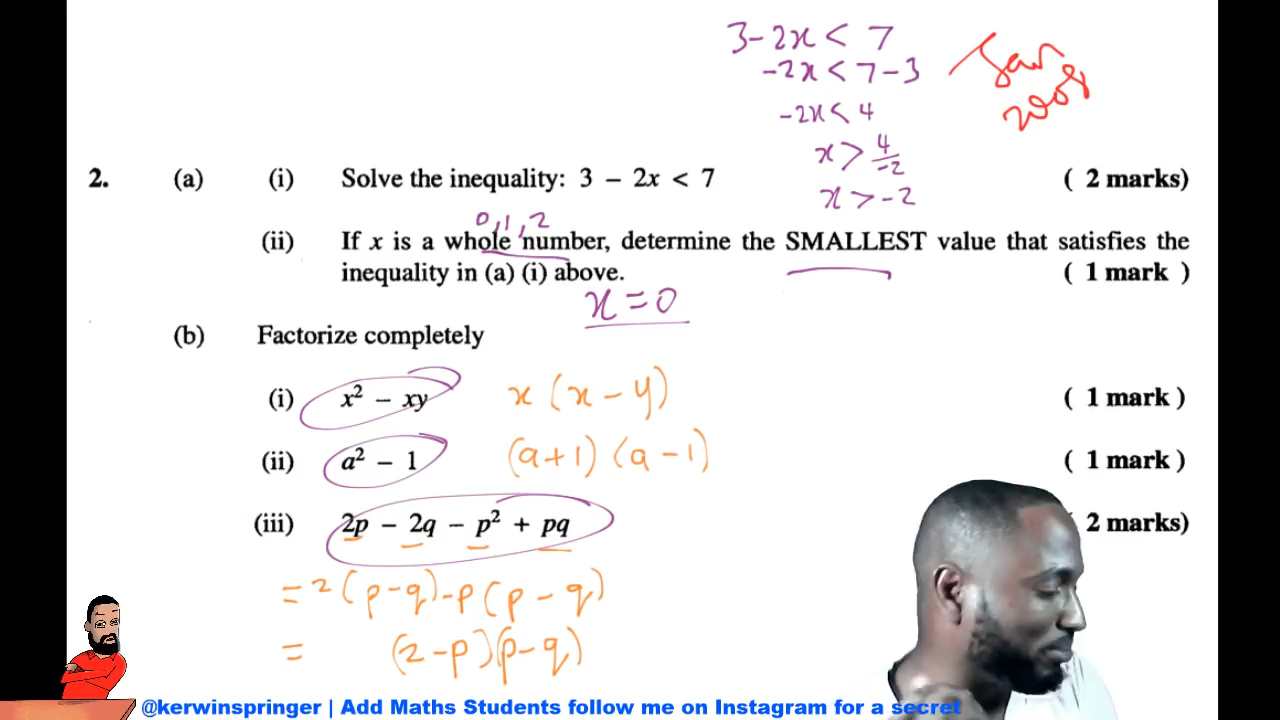 3-2x < 7
-2x < 7-3
-2x < 4
x > 4/-2
x > -2
Jan
2008
2. (a) (i) Solve the inequality: 3 − 2x < 7 ( 2 marks)
0,1,2
(ii) If x is a whole number, determine the SMALLEST value that satisfies the
inequality in (a) (i) above. ( 1 mark )
x = 0
(b) Factorize completely
(i) x² − xy x(x-y) ( 1 mark )
(ii) a² − 1 (a+1)(a-1) ( 1 mark )
(iii) 2p − 2q − p² + pq 2 marks)
= 2(p-q)-p(p-q)
= (2-p)(p-q)
@kerwinspringer | Add Maths Students follow me on Instagram for a secret